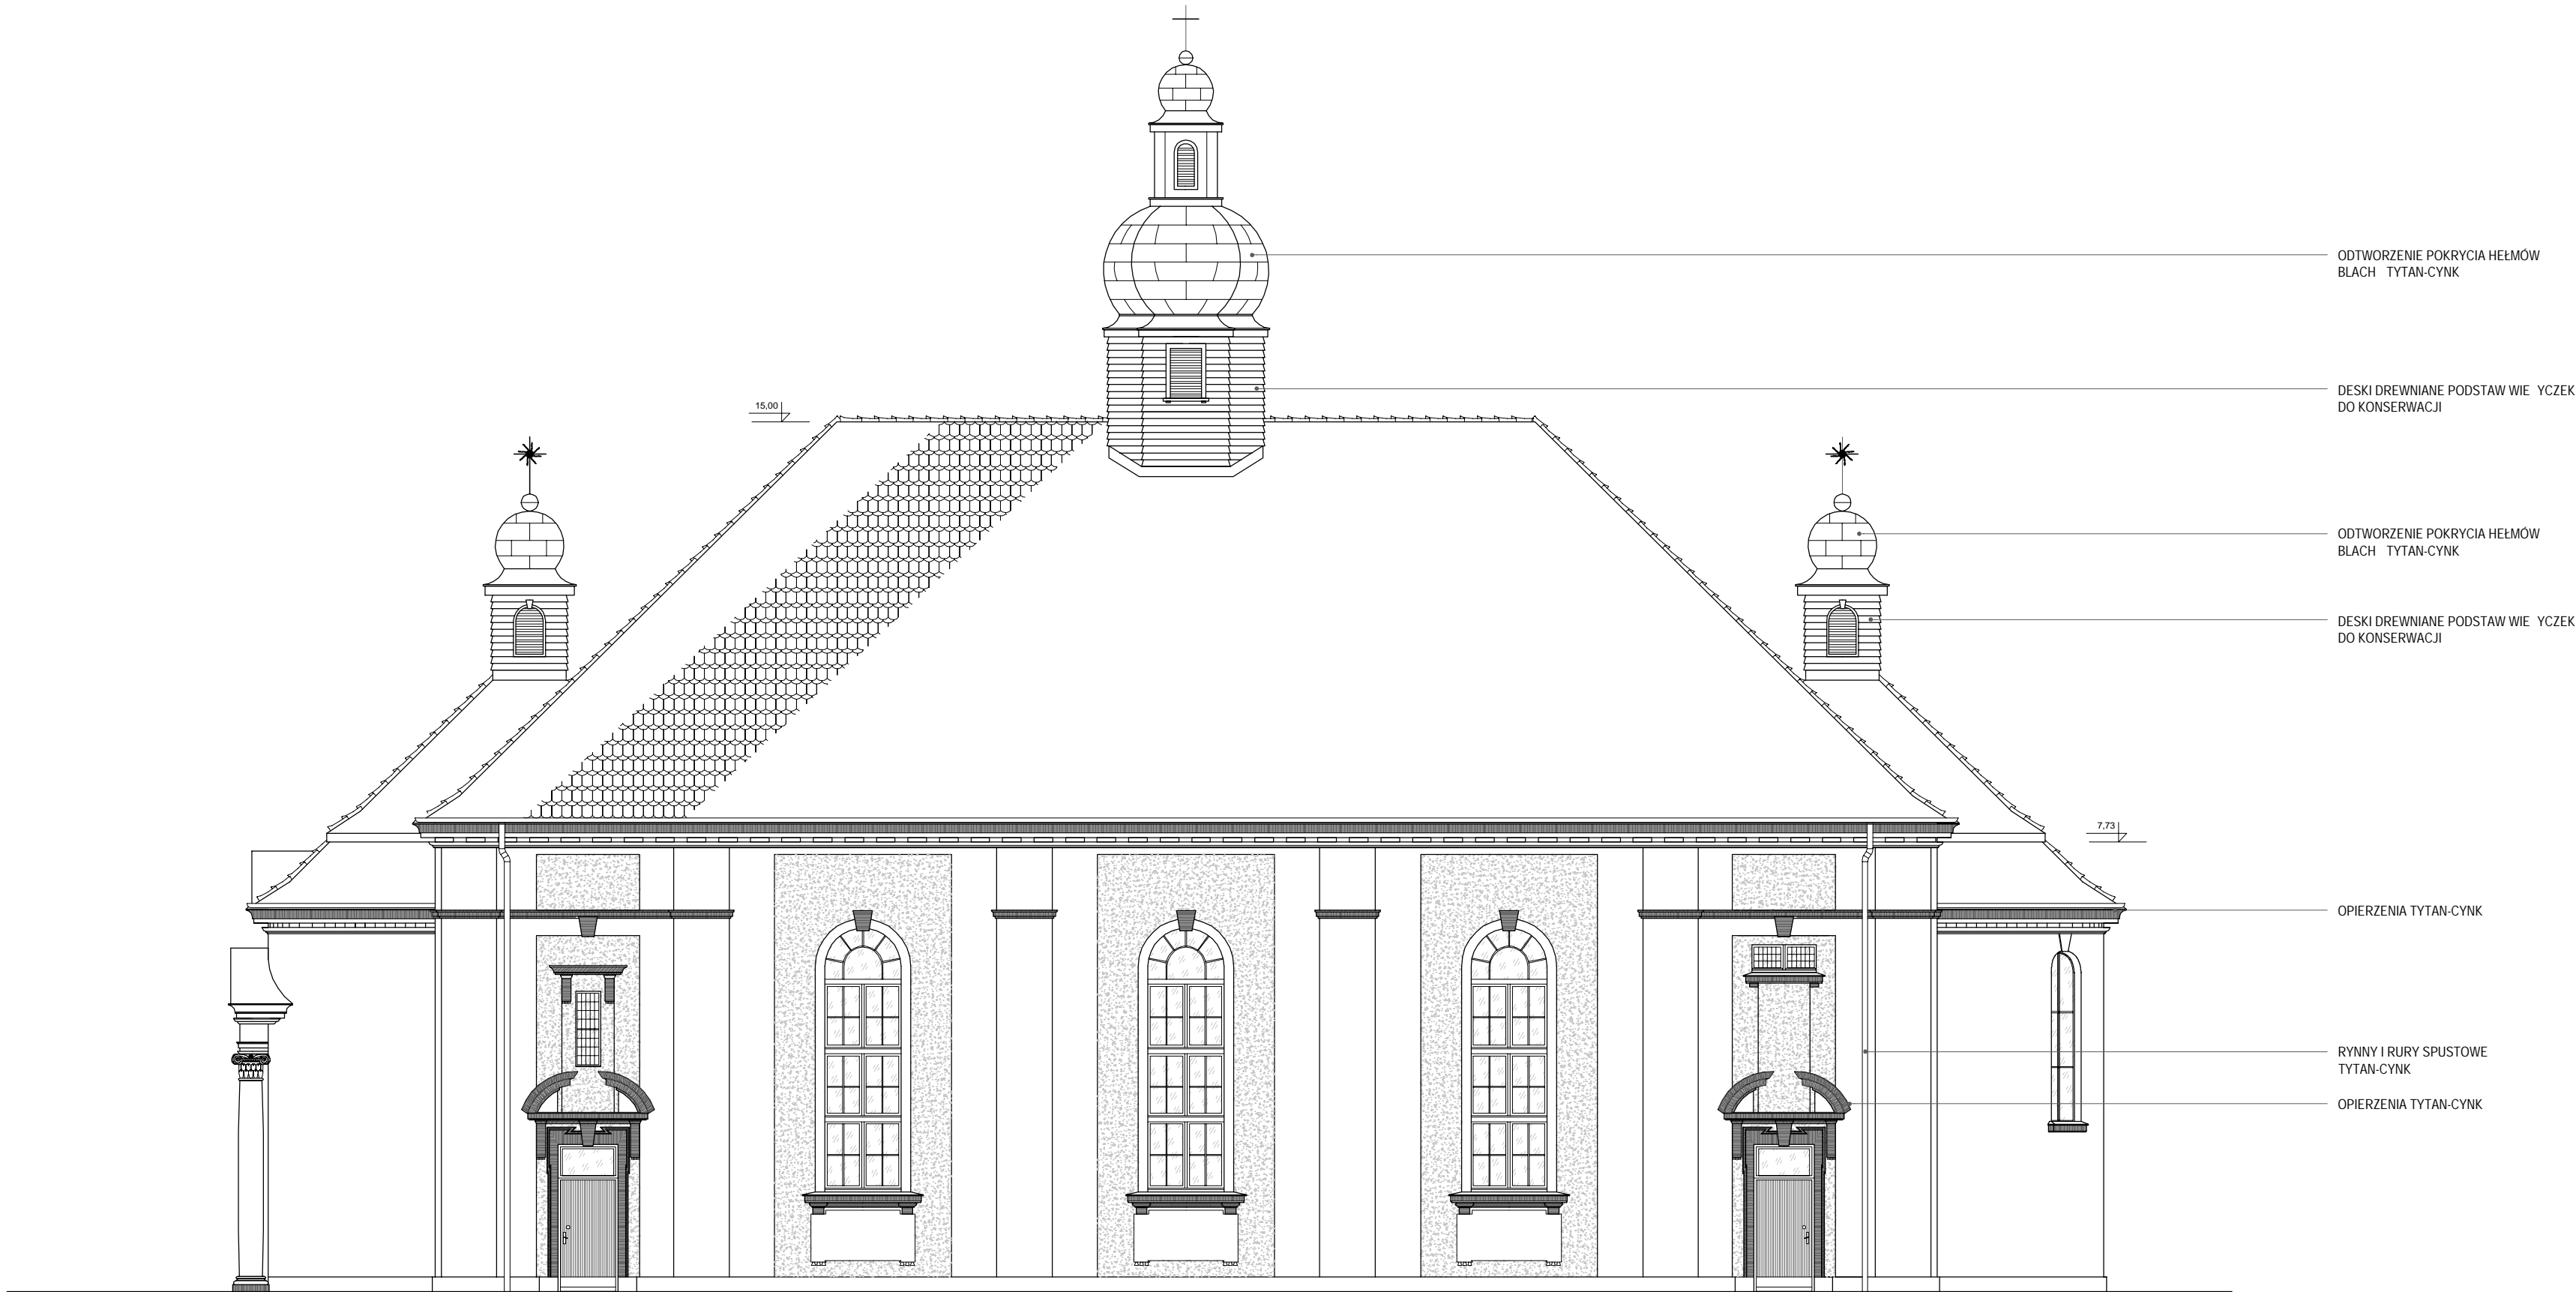 ODTWORZENIE POKRYCIA HEŁMÓW
BLACH TYTAN-CYNK
DESKI DREWNIANE PODSTAW WIE YCZEK
DO KONSERWACJI
15,00
ODTWORZENIE POKRYCIA HEŁMÓW
BLACH TYTAN-CYNK
DESKI DREWNIANE PODSTAW WIE YCZEK
DO KONSERWACJI
7,73
OPIERZENIA TYTAN-CYNK
RYNNY I RURY SPUSTOWE
TYTAN-CYNK
OPIERZENIA TYTAN-CYNK